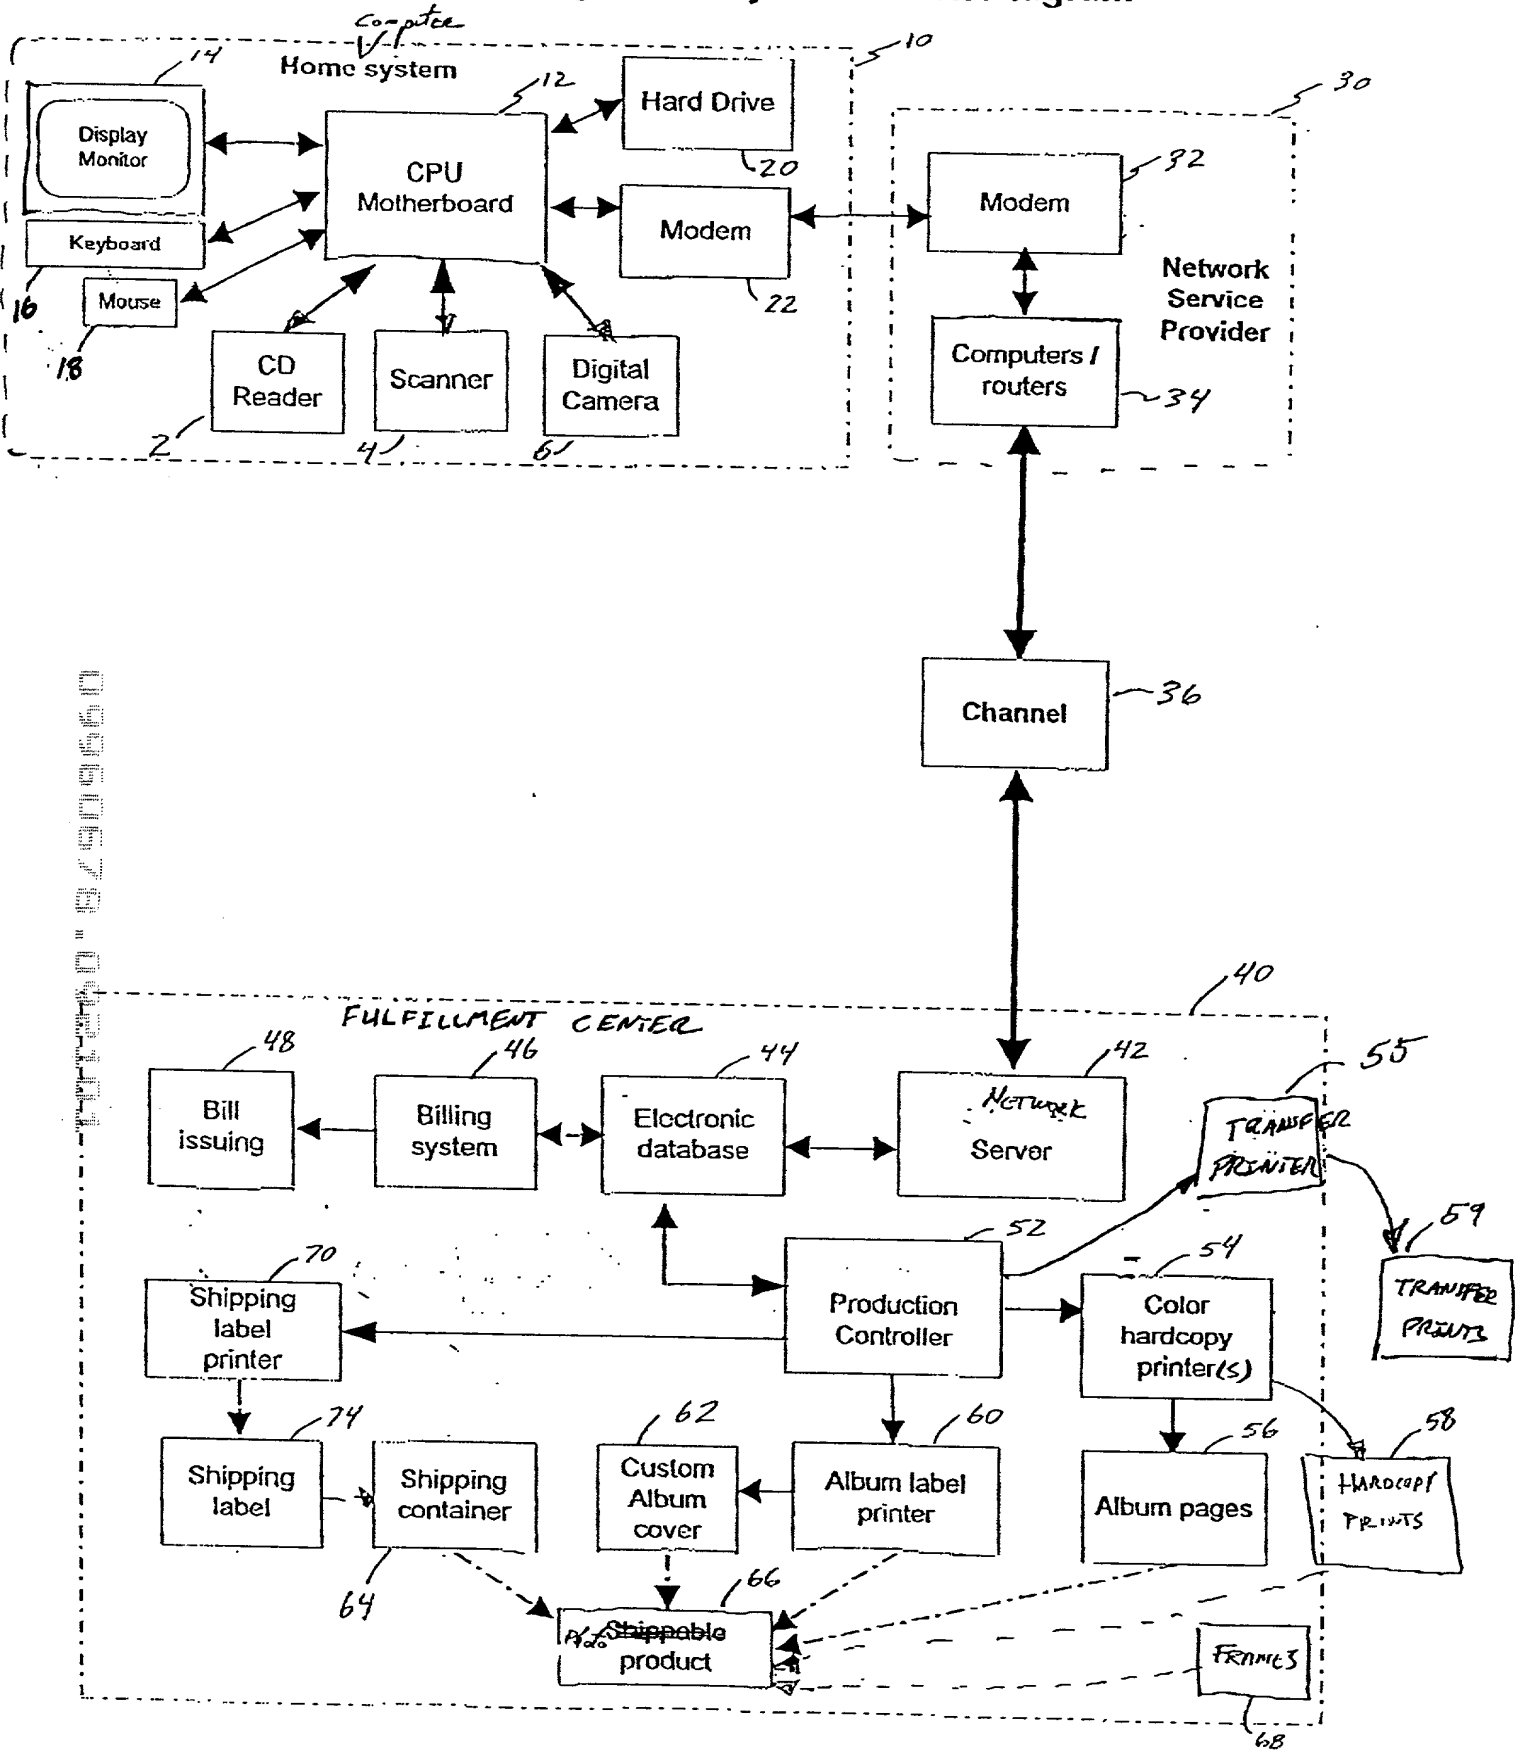 Computer
Home system
10
14
Display
Monitor
12
CPU
Motherboard
Hard Drive
20
30
32
Modem
Keyboard
16
Mouse
18
Modem
22
Network
Service
Provider
CD
Reader
2
Scanner
4
Digital
Camera
6
Computers /
routers
34
Channel
36
40
FULFILLMENT CENTER
48
Bill
issuing
46
Billing
system
44
Electronic
database
42
NETWORK
Server
55
TRANSFER
PRINTER
59
TRANSFER
PRINTS
70
Shipping
label
printer
52
Production
Controller
54
Color
hardcopy
printer(s)
74
Shipping
label
Shipping
container
64
62
Custom
Album
cover
60
Album label
printer
56
Album pages
58
HARDCOPY
PRINTS
66
Photo Shippable
product
FRAMES
68